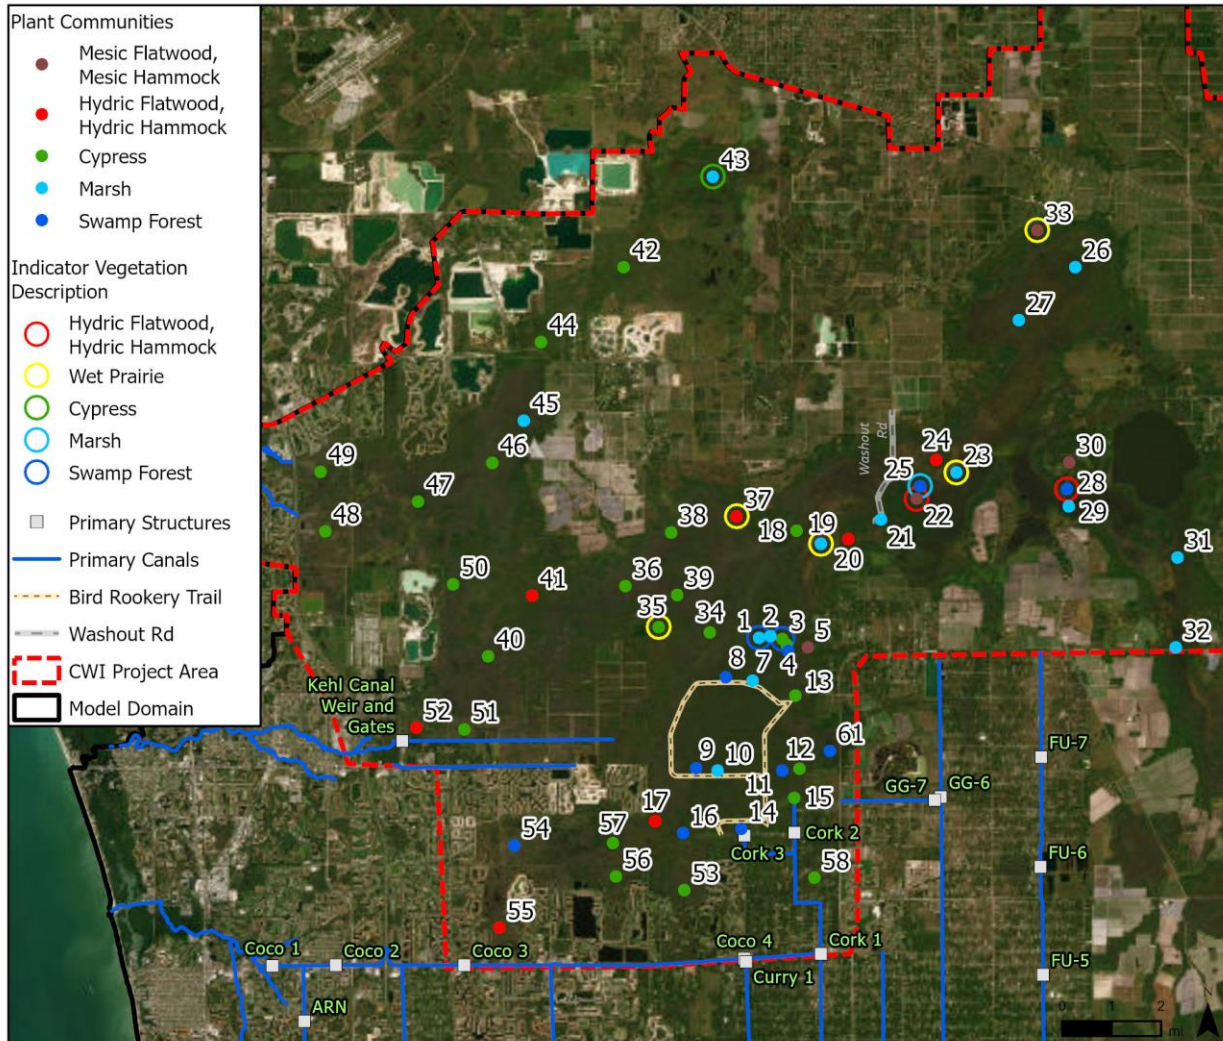 Plant Communities
Mesic Flatwood,
Mesic Hammock
Hydric Flatwood,
Hydric Hammock
Cypress
Marsh
Swamp Forest
Indicator Vegetation
Description
Hydric Flatwood,
Hydric Hammock
Wet Prairie
Cypress
Marsh
Swamp Forest
Primary Structures
Primary Canals
Bird Rookery Trail
Washout Rd
CWI Project Area
Model Domain
43
33
42
26
27
44
45
46
49
47
48
24
23
25
22
30
28
29
Washout
Rd
37
38
18
19
20
21
31
50
41
36
39
35
34
1
2
3
4
5
32
40
8
7
13
Kehl Canal
Weir and
Gates
52
51
9
10
11
12
61
FU-7
GG-7
GG-6
17
16
14
15
Cork 2
Cork 3
54
57
56
53
58
FU-6
55
Coco 1
Coco 2
Coco 3
Coco 4
Curry 1
Cork 1
FU-5
ARN
N
0
1
2
mi